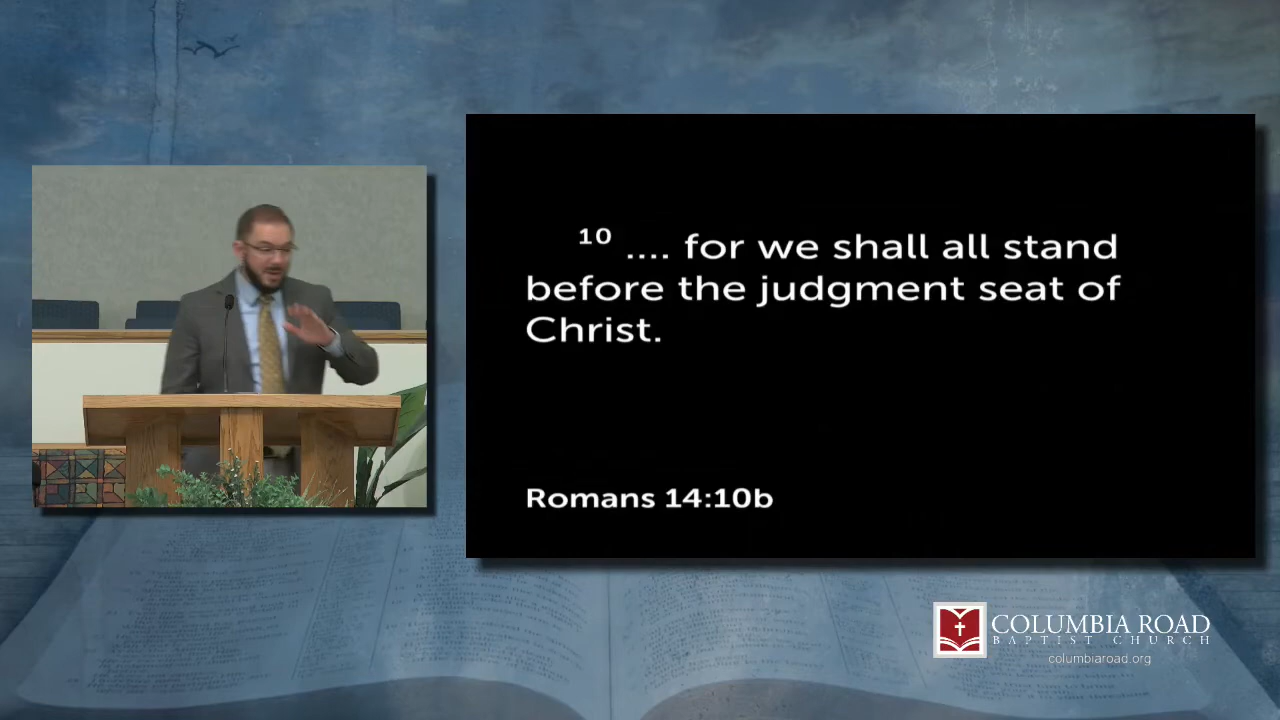 10 .... for we shall all stand
before the judgment seat of
Christ.
Romans 14:10b
COLUMBIA ROAD
BAPTIST CHURCH
columbiaroad.org